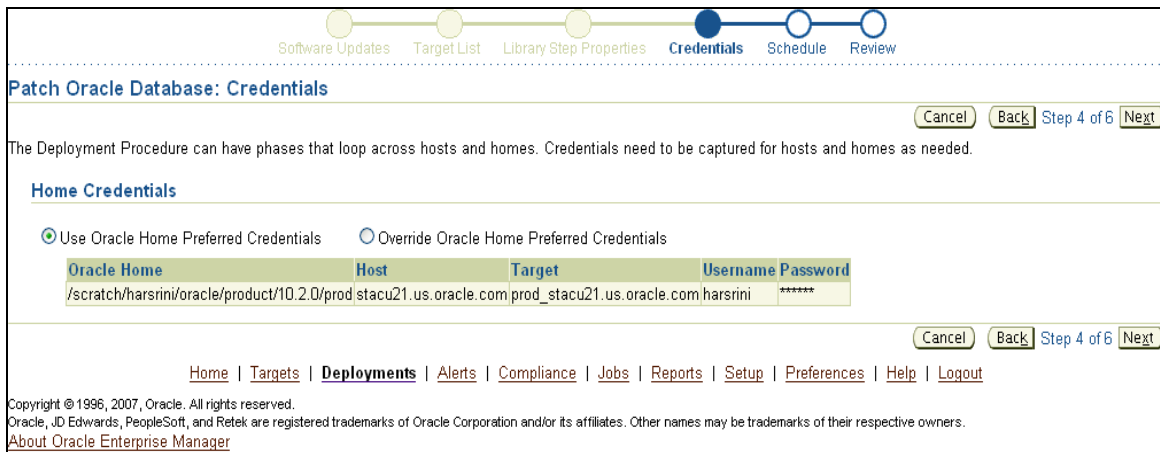 Software Updates Target List Library Step Properties Credentials Schedule Review
Patch Oracle Database: Credentials
Cancel Back Step 4 of 6 Next
The Deployment Procedure can have phases that loop across hosts and homes. Credentials need to be captured for hosts and homes as needed.
Home Credentials
Use Oracle Home Preferred Credentials Override Oracle Home Preferred Credentials
Oracle Home Host Target Username Password
/scratch/harsrini/oracle/product/10.2.0/prod stacu21.us.oracle.com prod_stacu21.us.oracle.com harsrini ******
Cancel Back Step 4 of 6 Next
Home | Targets | Deployments | Alerts | Compliance | Jobs | Reports | Setup | Preferences | Help | Logout
Copyright © 1996, 2007, Oracle. All rights reserved.
Oracle, JD Edwards, PeopleSoft, and Retek are registered trademarks of Oracle Corporation and/or its affiliates. Other names may be trademarks of their respective owners.
About Oracle Enterprise Manager